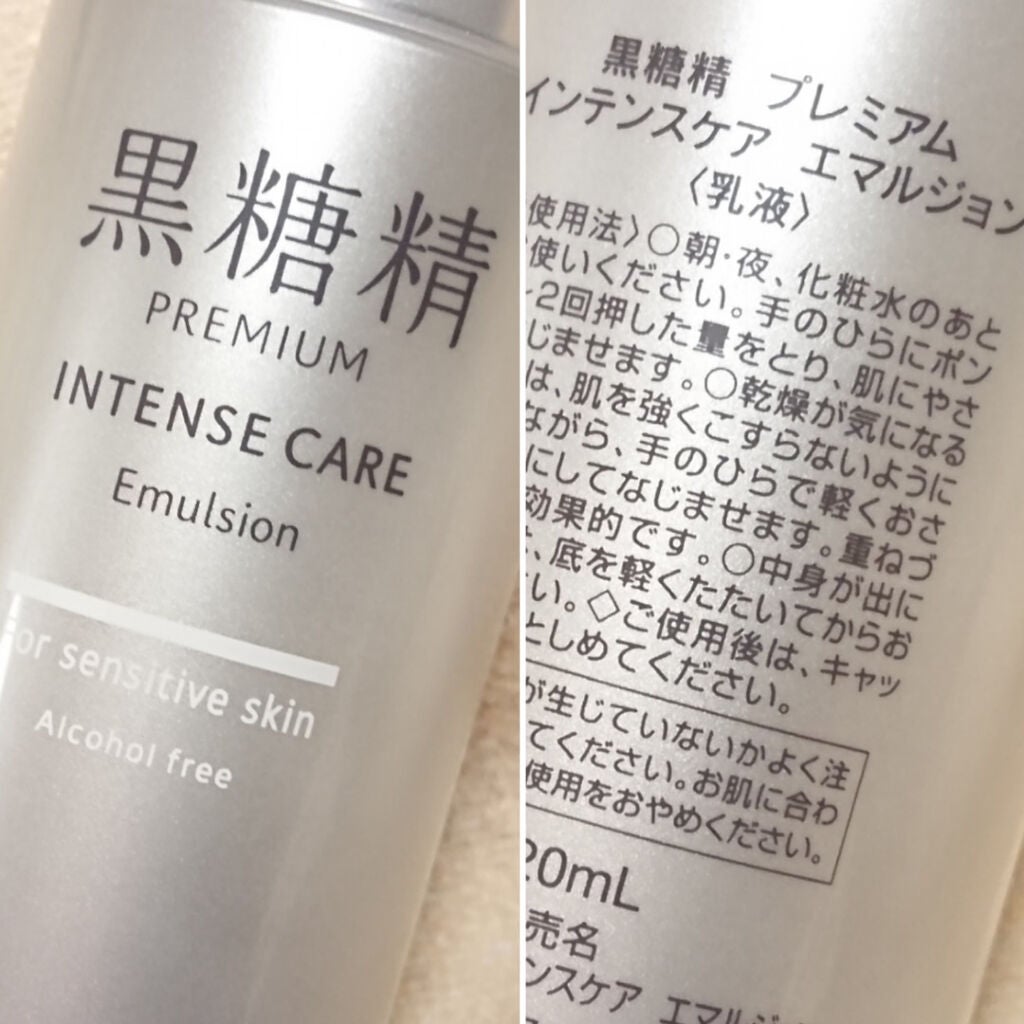 黒糖精
PREMIUM
INTENSE CARE
Emulsion
or sensitive skin
Alcohol free
黒糖精 プレミアム
インテンスケア エマルジョン
〈乳液〉
使用法〉○朝・夜、化粧水のあと
使いください。手のひらにポン
2回押した量をとり、肌にやさ
じませます。○乾燥が気になる
は、肌を強くこすらないように
ながら、手のひらで軽くおさ
にしてなじませます。重ねづ
効果的です。○中身が出に
、底を軽くたたいてからお
い。◇ご使用後は、キャッ
としめてください。
が生じていないかよく注
てください。お肌に合わ
使用をおやめください。
20mL
売名
ンスケア エマルジ